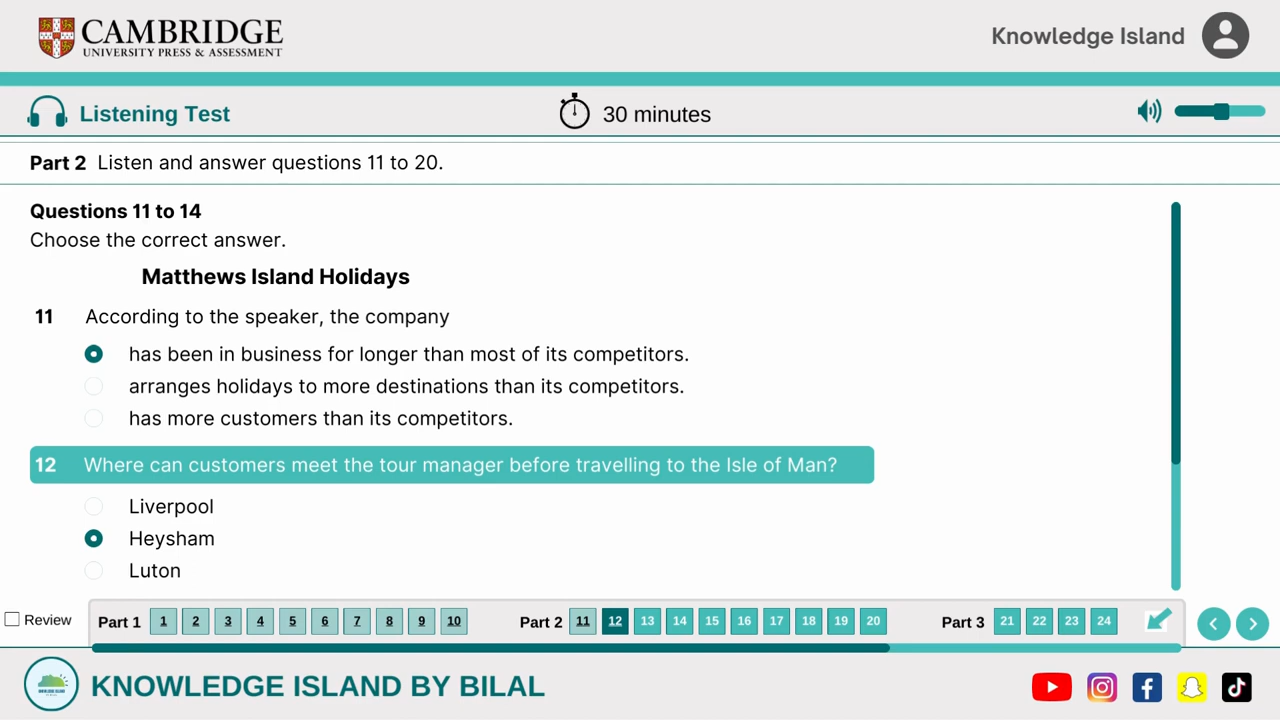 CAMBRIDGE
UNIVERSITY PRESS & ASSESSMENT
Knowledge Island
Listening Test
30 minutes
Part 2 Listen and answer questions 11 to 20.
Questions 11 to 14
Choose the correct answer.
Matthews Island Holidays
11 According to the speaker, the company
has been in business for longer than most of its competitors.
arranges holidays to more destinations than its competitors.
has more customers than its competitors.
12 Where can customers meet the tour manager before travelling to the Isle of Man?
Liverpool
Heysham
Luton
Review Part 1 1 2 3 4 5 6 7 8 9 10 Part 2 11 12 13 14 15 16 17 18 19 20 Part 3 21 22 23 24
KNOWLEDGE ISLAND BY BILAL